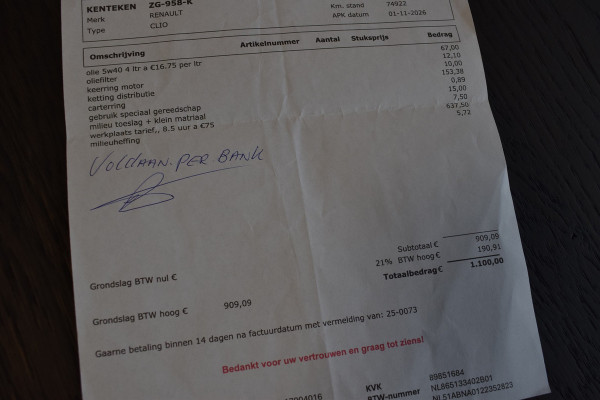 KENTEKEN ZG-958-K
Merk RENAULT Km. stand 74922
Type CLIO APK datum 01-11-2026
Omschrijving Artikelnummer Aantal Stuksprijs Bedrag
olie 5w40 4 ltr a €16.75 per ltr 67,00
oliefilter 12,10
keerring motor 10,00
ketting distributie 153,38
carterring 0,89
gebruik speciaal gereedschap 15,00
milieu toeslag + klein matriaal 7,50
werkplaats tarief,, 8.5 uur a €75 637,50
milieuheffing 5,72
VOLDAAN PER BANK
Subtotaal € 909,09
21% BTW hoog € 190,91
Totaalbedrag € 1.100,00
Grondslag BTW nul €
Grondslag BTW hoog € 909,09
Gaarne betaling binnen 14 dagen na factuurdatum met vermelding van: 25-0073
Bedankt voor uw vertrouwen en graag tot ziens!
KVK 89851684
BTW-nummer NL865133402B01
NL51ABNA0122352823